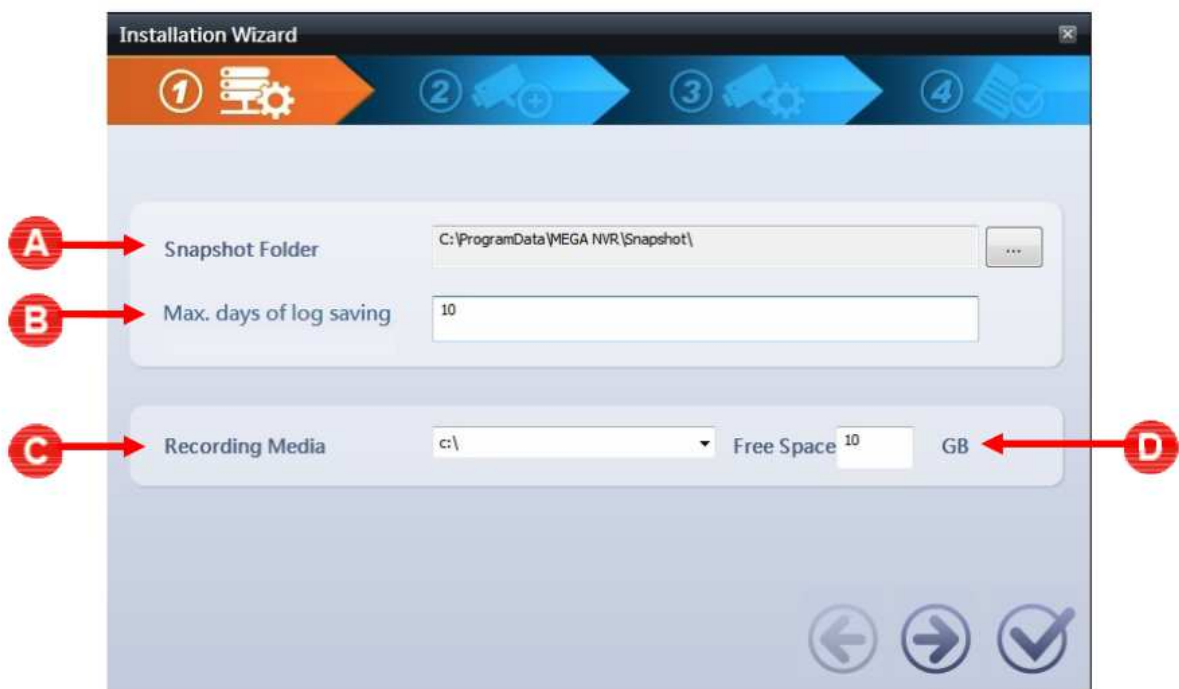 Installation Wizard
1 2 3 4
A Snapshot Folder C:\ProgramData\MEGA NVR\Snapshot\ ...
B Max. days of log saving 10
C Recording Media c:\ Free Space 10 GB D